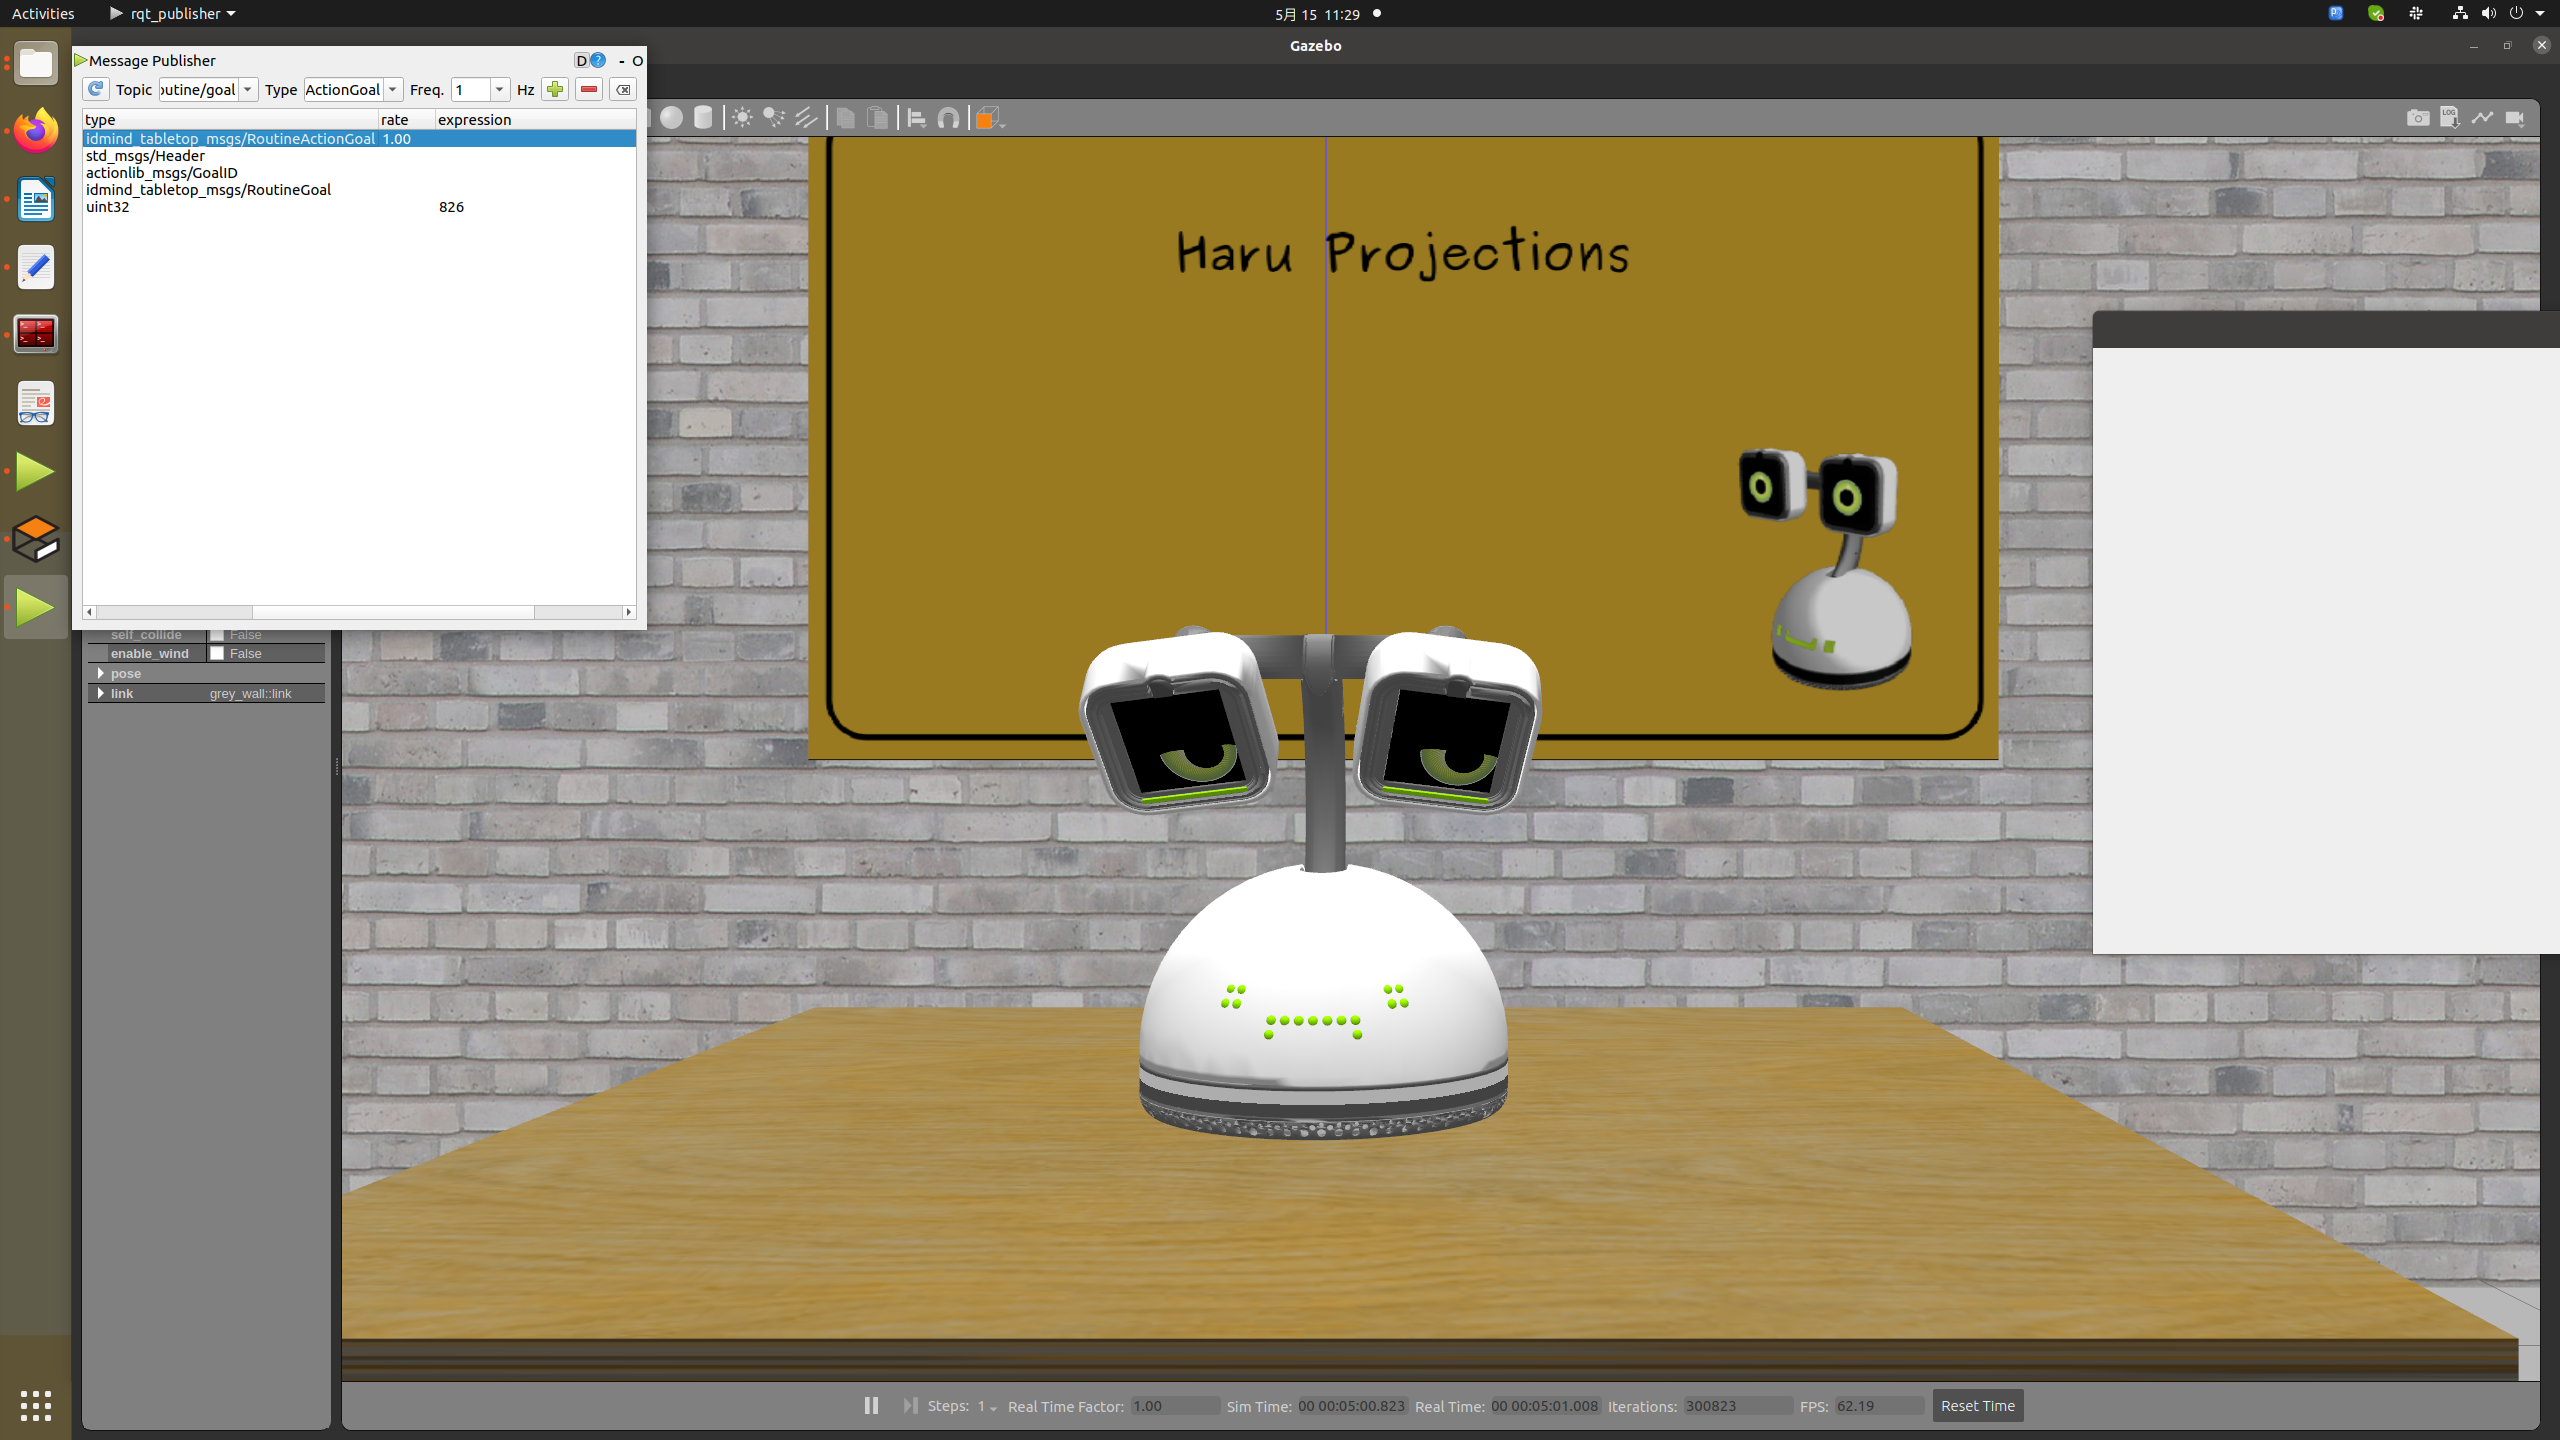 Activities
rqt_publisher
5月 15 11:29
Gazebo
Message Publisher
D ? - O
Topic outine/goal Type ActionGoal Freq. 1 Hz
type rate expression
idmind_tabletop_msgs/RoutineActionGoal 1.00
std_msgs/Header
actionlib_msgs/GoalID
idmind_tabletop_msgs/RoutineGoal
uint32 826
LOG
Haru Projections
self_collide False
enable_wind False
pose
link grey_wall::link
Steps: 1 Real Time Factor: 1.00 Sim Time: 00 00:05:00.823 Real Time: 00 00:05:01.008 Iterations: 300823 FPS: 62.19 Reset Time